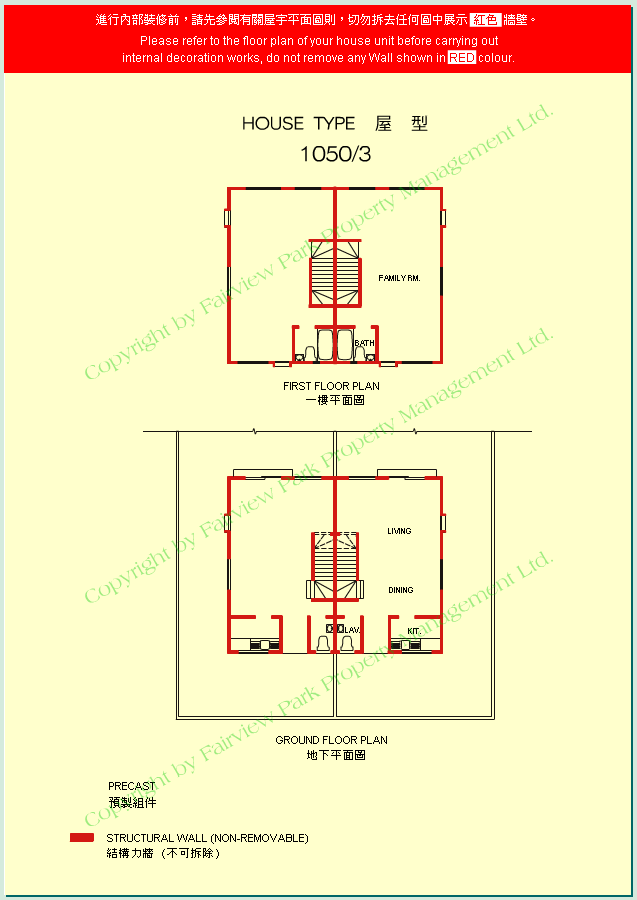 進行內部裝修前，請先參閱有關屋宇平面圖則，切勿拆去任何圖中展示 紅色 牆壁。
Please refer to the floor plan of your house unit before carrying out
internal decoration works, do not remove any Wall shown in RED colour.
HOUSE TYPE 屋 型
1050/3
FAMILY RM.
BATH
FIRST FLOOR PLAN
一樓平面圖
Copyright by Fairview Park Property Management Ltd.
LIVING
DINING
LAV.
KIT.
Copyright by Fairview Park Property Management Ltd.
GROUND FLOOR PLAN
地下平面圖
Copyright by Fairview Park Property Management Ltd.
PRECAST
預製組件
STRUCTURAL WALL (NON-REMOVABLE)
結構力牆 (不可拆除)